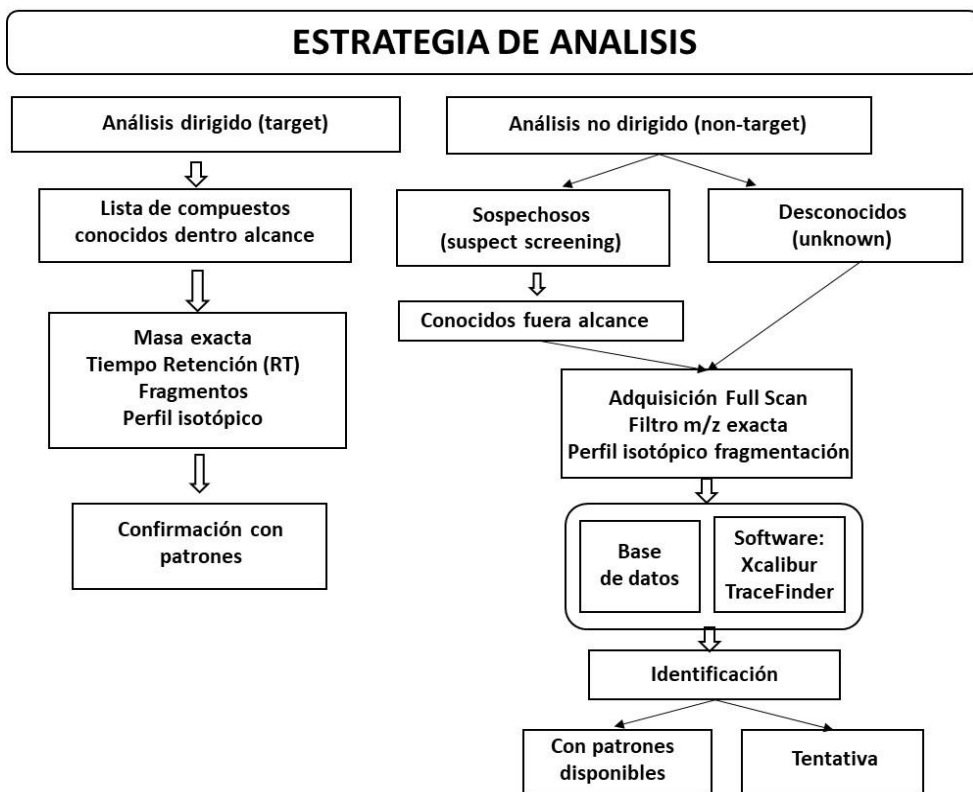 ESTRATEGIA DE ANALISIS
Análisis dirigido (target)
Lista de compuestos
conocidos dentro alcance
Masa exacta
Tiempo Retención (RT)
Fragmentos
Perfil isotópico
Confirmación con
patrones
Análisis no dirigido (non-target)
Sospechosos
(suspect screening)
Desconocidos
(unknown)
Conocidos fuera alcance
Adquisición Full Scan
Filtro m/z exacta
Perfil isotópico fragmentación
Base
de datos
Software:
Xcalibur
TraceFinder
Identificación
Con patrones
disponibles
Tentativa